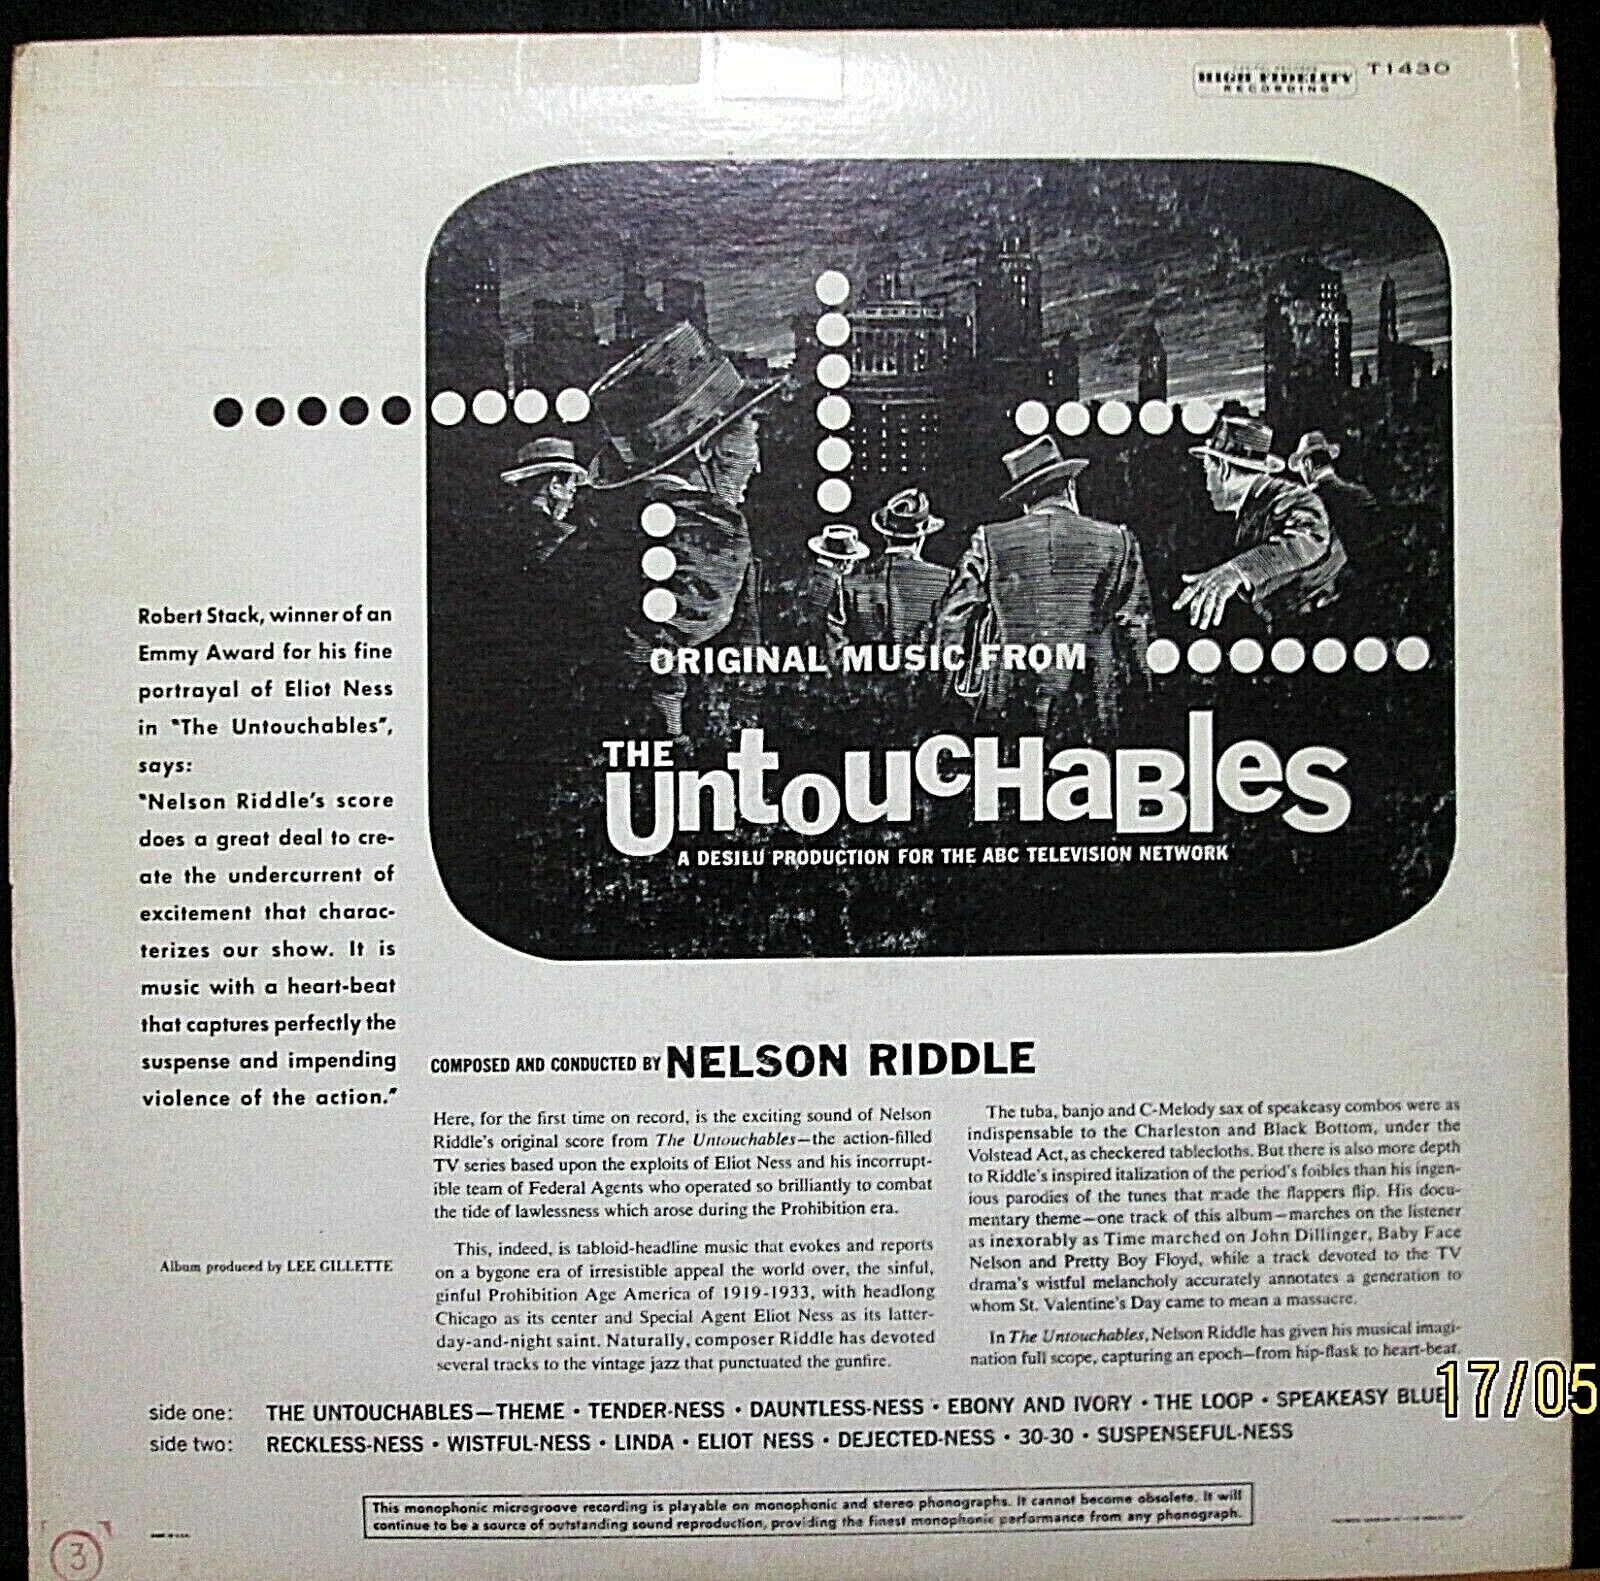 HIGH FIDELITY
RECORDING
T1430
ORIGINAL MUSIC FROM
THE
UntoucHaBles
A DESILU PRODUCTION FOR THE ABC TELEVISION NETWORK
Robert Stack, winner of an
Emmy Award for his fine
portrayal of Eliot Ness
in "The Untouchables",
says:
"Nelson Riddle's score
does a great deal to cre-
ate the undercurrent of
excitement that charac-
terizes our show. It is
music with a heart-beat
that captures perfectly the
suspense and impending
violence of the action."
Album produced by LEE GILLETTE
COMPOSED AND CONDUCTED BY NELSON RIDDLE
Here, for the first time on record, is the exciting sound of Nelson
Riddle's original score from The Untouchables—the action-filled
TV series based upon the exploits of Eliot Ness and his incorrupt-
ible team of Federal Agents who operated so brilliantly to combat
the tide of lawlessness which arose during the Prohibition era.
This, indeed, is tabloid-headline music that evokes and reports
on a bygone era of irresistible appeal the world over, the sinful,
ginful Prohibition Age America of 1919-1933, with headlong
Chicago as its center and Special Agent Eliot Ness as its latter-
day-and-night saint. Naturally, composer Riddle has devoted
several tracks to the vintage jazz that punctuated the gunfire.
The tuba, banjo and C-Melody sax of speakeasy combos were as
indispensable to the Charleston and Black Bottom, under the
Volstead Act, as checkered tablecloths. But there is also more depth
to Riddle's inspired italization of the period's foibles than his ingen-
ious parodies of the tunes that made the flappers flip. His docu-
mentary theme—one track of this album—marches on the listener
as inexorably as Time marched on John Dillinger, Baby Face
Nelson and Pretty Boy Floyd, while a track devoted to the TV
drama's wistful melancholy accurately annotates a generation to
whom St. Valentine's Day came to mean a massacre.
In The Untouchables, Nelson Riddle has given his musical imagi-
nation full scope, capturing an epoch—from hip-flask to heart-beat.
17/05
side one: THE UNTOUCHABLES—THEME • TENDER-NESS • DAUNTLESS-NESS • EBONY AND IVORY • THE LOOP • SPEAKEASY BLUE
side two: RECKLESS-NESS • WISTFUL-NESS • LINDA • ELIOT NESS • DEJECTED-NESS • 30-30 • SUSPENSEFUL-NESS
This monophonic microgroove recording is playable on monophonic and stereo phonographs. It cannot become obsolete. It will
continue to be a source of outstanding sound reproduction, providing the finest monophonic performance from any phonograph.
3